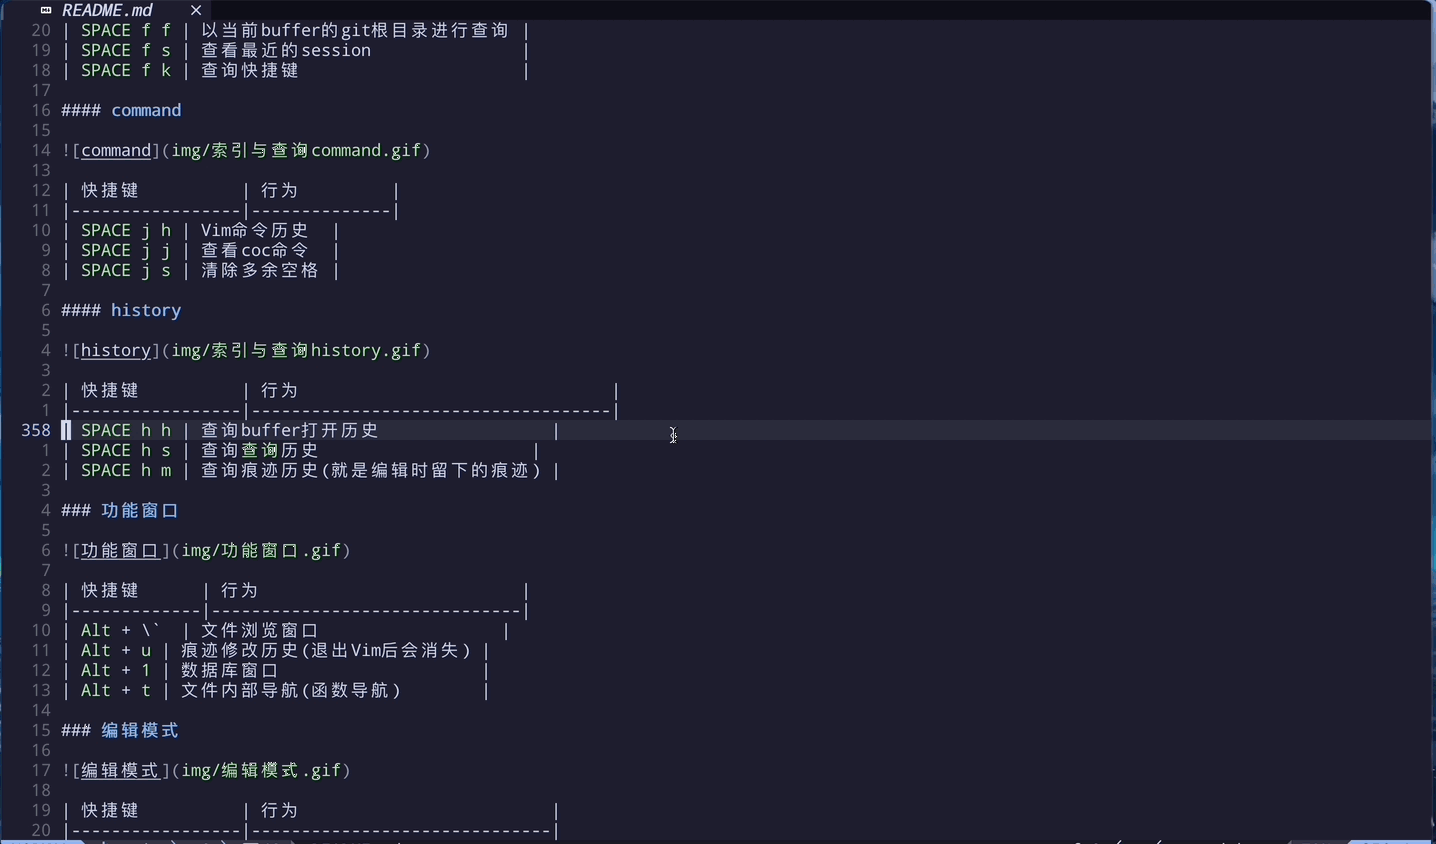 README.md ×
20 | SPACE f f | 以当前buffer的git根目录进行查询 |
19 | SPACE f s | 查看最近的session |
18 | SPACE f k | 查询快捷键 |
17
16 #### command
15
14 ![command](img/索引与查询command.gif)
13
12 | 快捷键 | 行为 |
11 |-----------------|--------------|
10 | SPACE j h | Vim命令历史 |
9 | SPACE j j | 查看coc命令 |
8 | SPACE j s | 清除多余空格 |
7
6 #### history
5
4 ![history](img/索引与查询history.gif)
3
2 | 快捷键 | 行为 |
1 |-----------------|------------------------------------|
358 | SPACE h h | 查询buffer打开历史 |
1 | SPACE h s | 查询查询历史 |
2 | SPACE h m | 查询痕迹历史(就是编辑时留下的痕迹) |
3
4 ### 功能窗口
5
6 ![功能窗口](img/功能窗口.gif)
7
8 | 快捷键 | 行为 |
9 |-------------|-------------------------------|
10 | Alt + \` | 文件浏览窗口 |
11 | Alt + u | 痕迹修改历史(退出Vim后会消失) |
12 | Alt + 1 | 数据库窗口 |
13 | Alt + t | 文件内部导航(函数导航) |
14
15 ### 编辑模式
16
17 ![编辑模式](img/编辑模式.gif)
18
19 | 快捷键 | 行为 |
20 |-----------------|------------------------------|